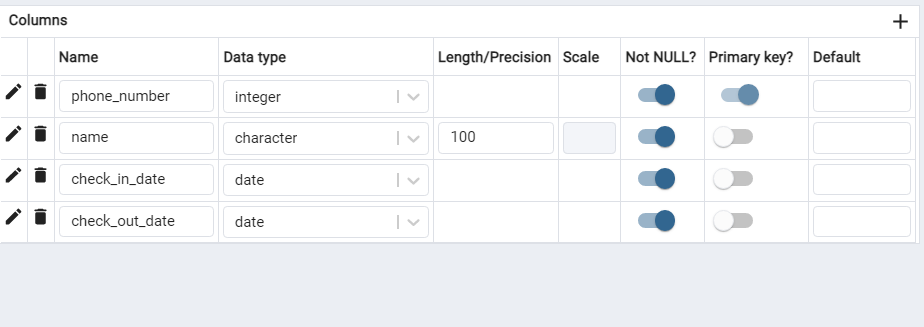 Columns
Name Data type Length/Precision Scale Not NULL? Primary key? Default
phone_number integer
name character 100
check_in_date date
check_out_date date